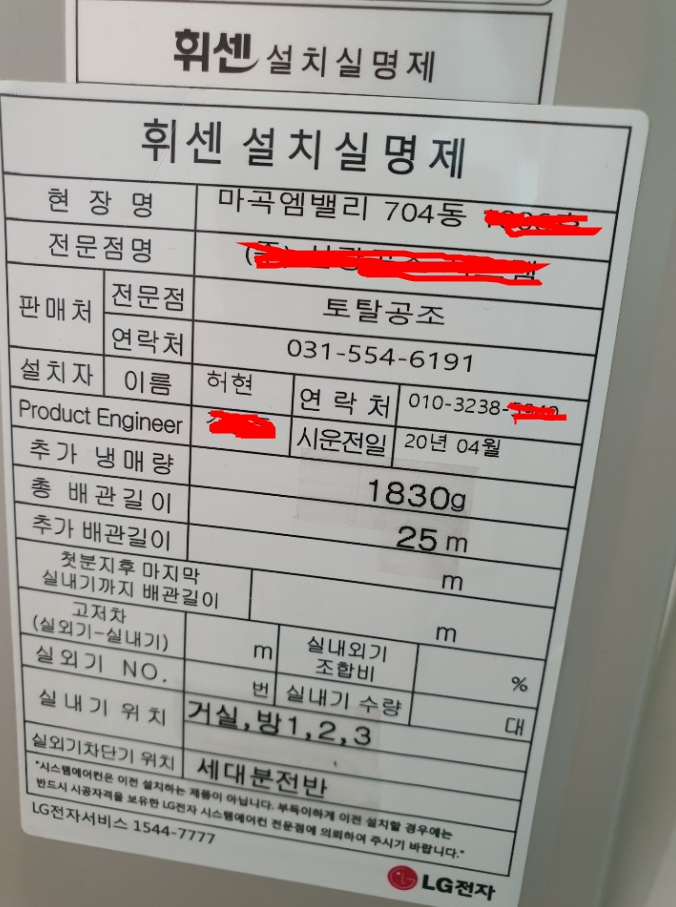 휘센 설치실명제
휘센 설치실명제
현 장 명 마곡엠밸리 704동
전문점명
판매처 전문점 토탈공조
연락처 031-554-6191
설치자 이름 허현 연 락 처 010-3238-
Product Engineer 시운전일 20년 04월
추가 냉매량 1830g
총 배관길이 25 m
추가 배관길이 m
첫분지후 마지막
실내기까지 배관길이 m
고저차
(실외기-실내기) m 실내외기
조합비 %
실외기 NO. 번 실내기 수량 대
실내기 위치 거실,방1,2,3
실외기차단기 위치 세대분전반
"시스템에어컨은 이전 설치하는 제품이 아닙니다. 부득이하게 이전 설치할 경우에는
반드시 시공자격을 보유한 LG전자 시스템에어컨 전문점에 의뢰하여 주시기 바랍니다."
LG전자서비스 1544-7777
LG전자